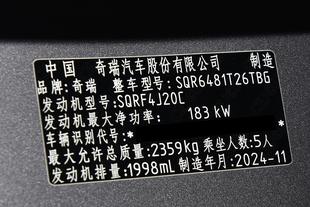 中国 奇瑞汽车股份有限公司 制造
品牌:奇瑞 整车型号:SQR6481T26TBG
发动机型号:SQRF4J20C
发动机最大净功率: 183 kW
车辆识别代号:* *
最大允许总质量:2359kg 乘坐人数:5人
发动机排量:1998mL 制造年月:2024-11